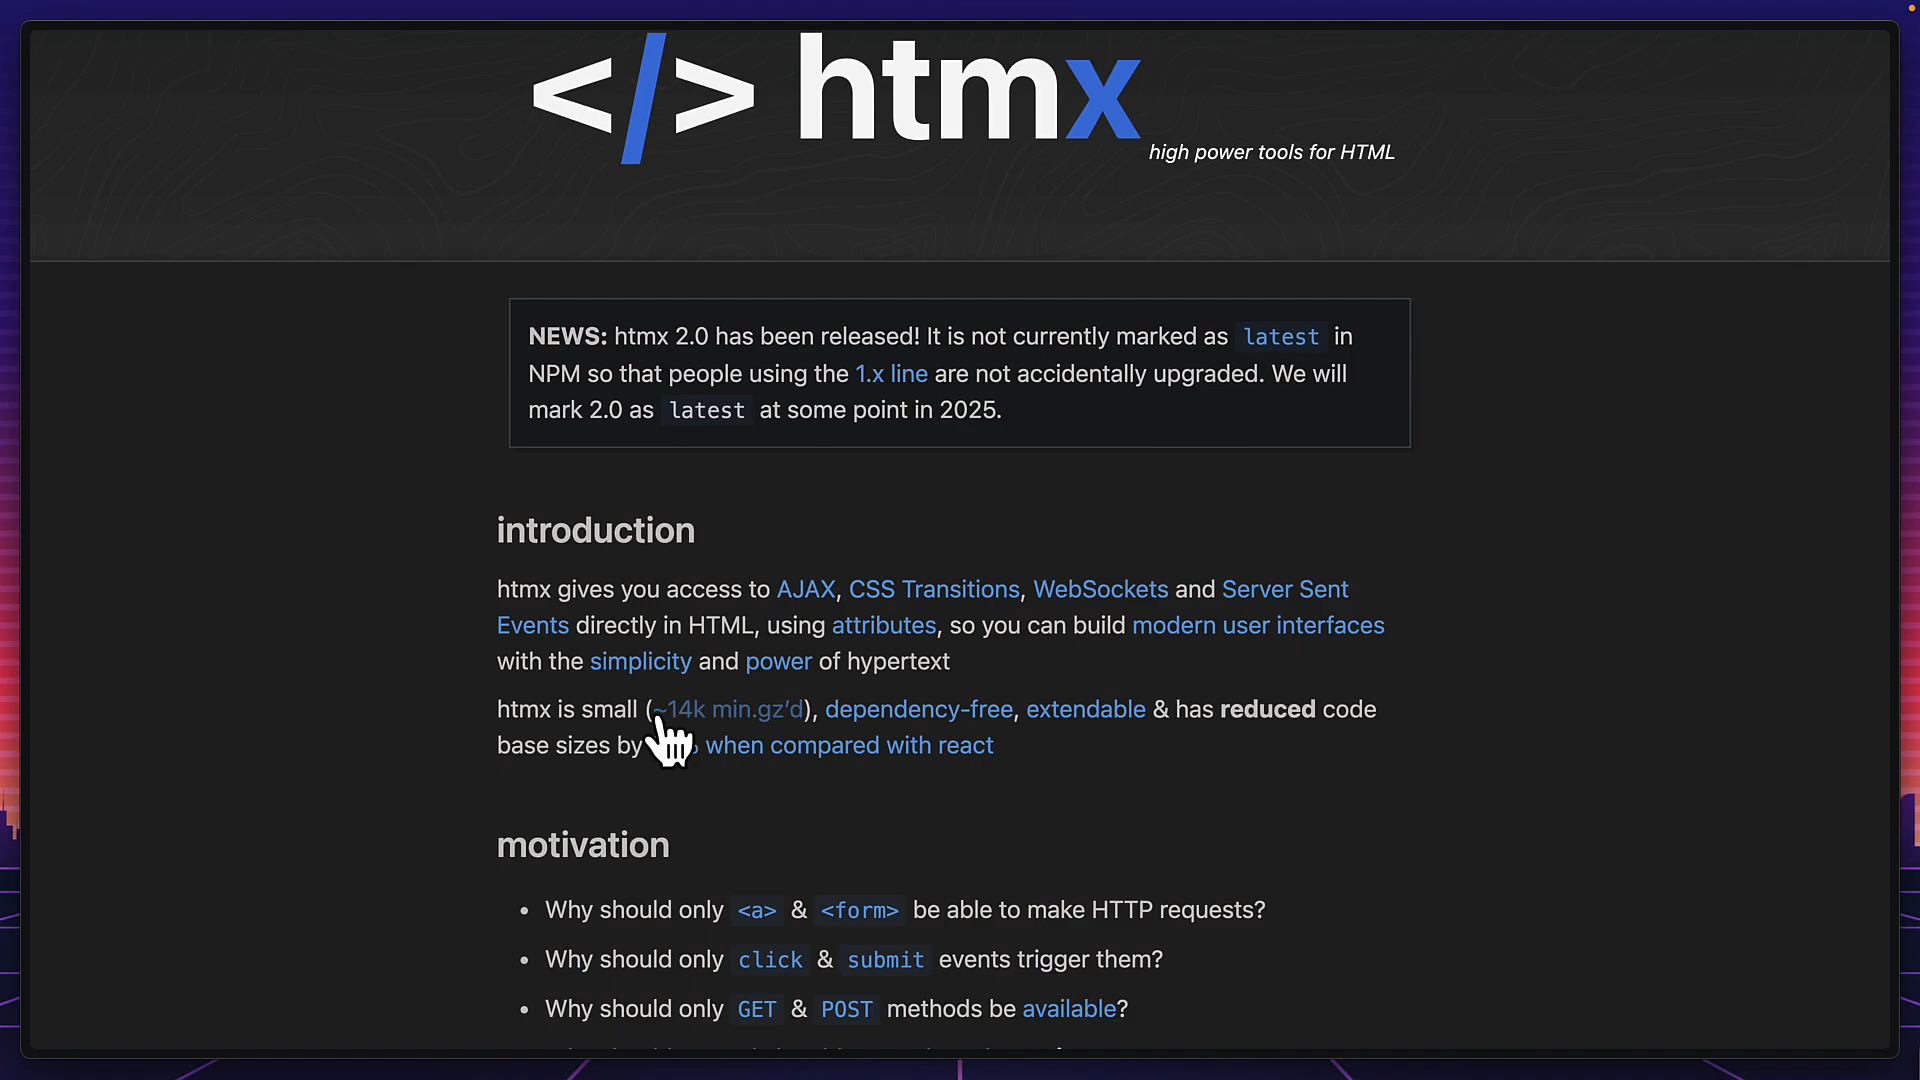 </> htmx
high power tools for HTML
NEWS: htmx 2.0 has been released! It is not currently marked as latest in
NPM so that people using the 1.x line are not accidentally upgraded. We will
mark 2.0 as latest at some point in 2025.
introduction
htmx gives you access to AJAX, CSS Transitions, WebSockets and Server Sent
Events directly in HTML, using attributes, so you can build modern user interfaces
with the simplicity and power of hypertext
htmx is small (~14k min.gz’d), dependency-free, extendable & has reduced code
base sizes by when compared with react
motivation
• Why should only <a> & <form> be able to make HTTP requests?
• Why should only click & submit events trigger them?
• Why should only GET & POST methods be available?